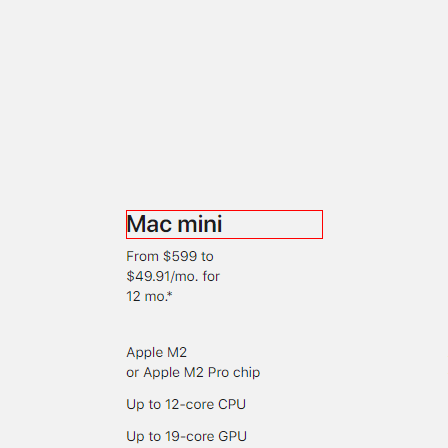 Mac mini
From $599 to
$49.91/mo. for
12 mo.*
Apple M2
or Apple M2 Pro chip
Up to 12-core CPU
Up to 19-core GPU